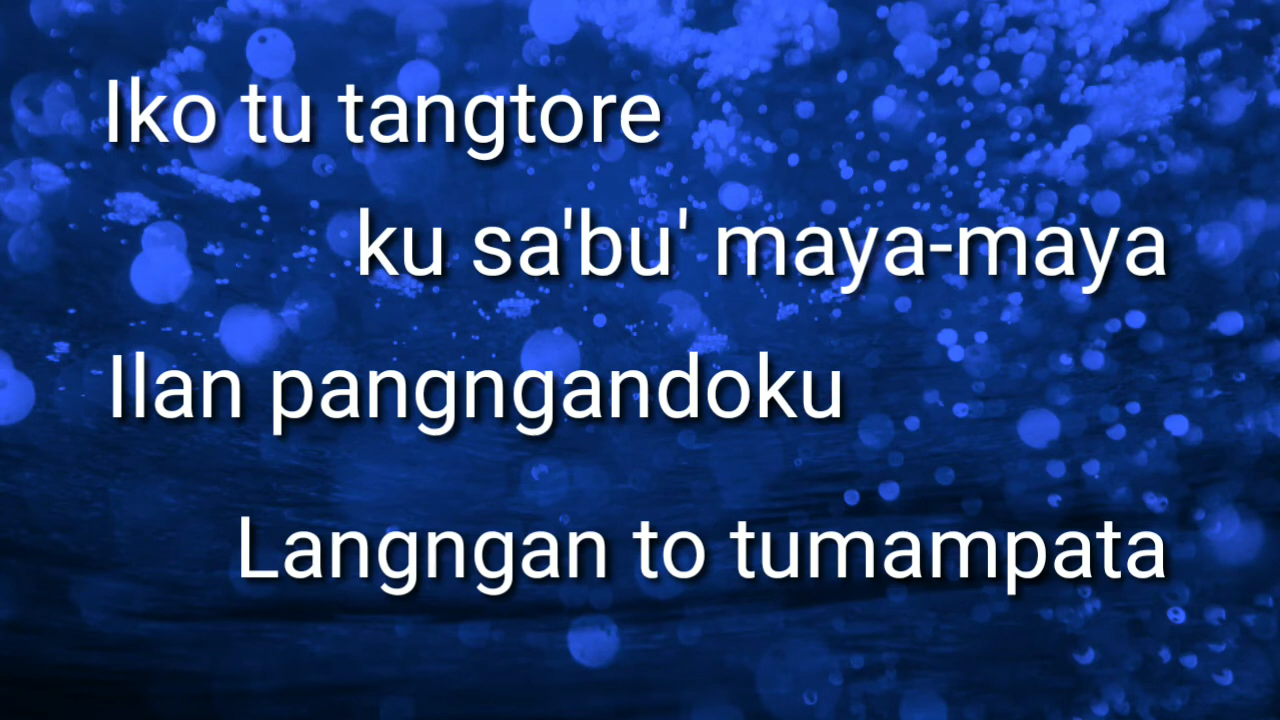 Iko tu tangtore
ku sa'bu' maya-maya
Ilan pangngandoku
Langngan to tumampata